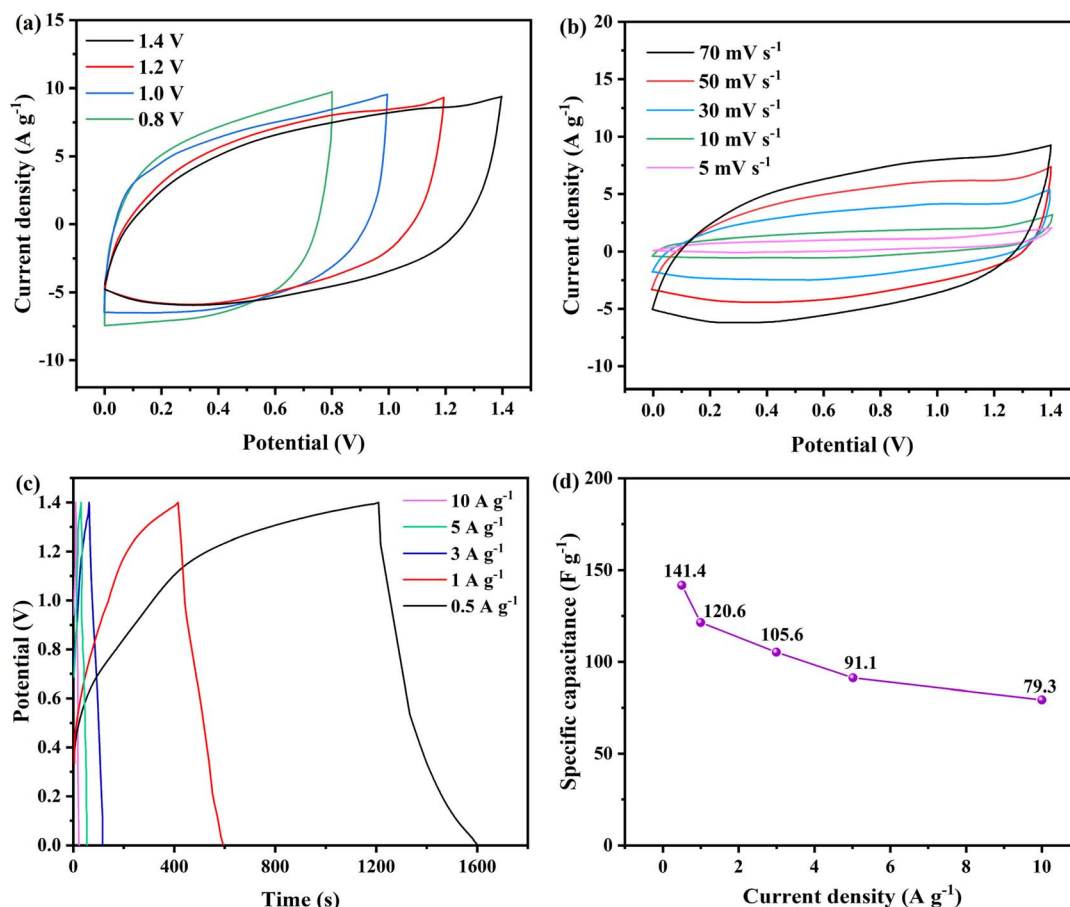 (a)
15
10
5
0
-5
-10
Current density (A g⁻¹)
1.4 V
1.2 V
1.0 V
0.8 V
0.0 0.2 0.4 0.6 0.8 1.0 1.2 1.4
Potential (V)
(b)
20
15
10
5
0
-5
-10
Current density (A g⁻¹)
70 mV s⁻¹
50 mV s⁻¹
30 mV s⁻¹
10 mV s⁻¹
5 mV s⁻¹
0.0 0.2 0.4 0.6 0.8 1.0 1.2 1.4
Potential (V)
(c)
1.4
1.2
1.0
0.8
0.6
0.4
0.2
0.0
Potential (V)
10 A g⁻¹
5 A g⁻¹
3 A g⁻¹
1 A g⁻¹
0.5 A g⁻¹
0 400 800 1200 1600
Time (s)
(d)
200
150
100
50
0
Specific capacitance (F g⁻¹)
141.4
120.6
105.6
91.1
79.3
0 2 4 6 8 10
Current density (A g⁻¹)